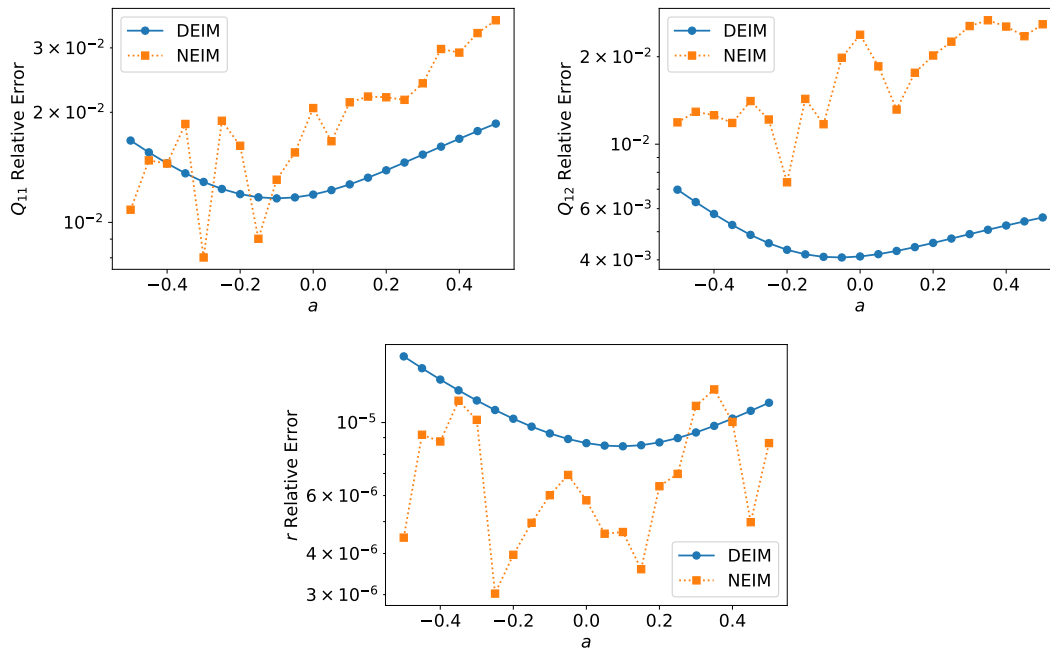 DEIM
NEIM
3 × 10⁻²
2 × 10⁻²
10⁻²
Q₁₁ Relative Error
−0.4 −0.2 0.0 0.2 0.4
a
DEIM
NEIM
2 × 10⁻²
10⁻²
6 × 10⁻³
4 × 10⁻³
Q₁₂ Relative Error
−0.4 −0.2 0.0 0.2 0.4
a
10⁻⁵
6 × 10⁻⁶
4 × 10⁻⁶
3 × 10⁻⁶
r Relative Error
DEIM
NEIM
−0.4 −0.2 0.0 0.2 0.4
a